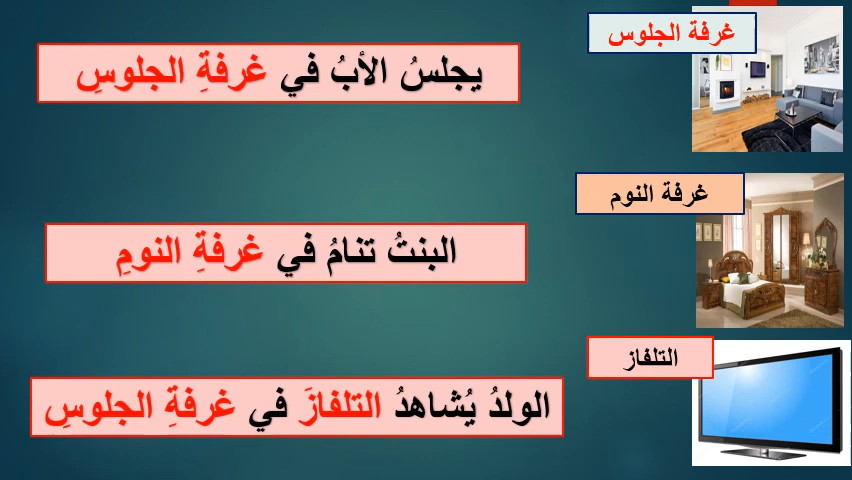 غرفة الجلوس
يجلسُ الأبُ في غرفةِ الجلوسِ
غرفة النوم
البنتُ تنامُ في غرفةِ النومِ
التلفاز
الولدُ يُشاهدُ التلفازَ في غرفةِ الجلوسِ